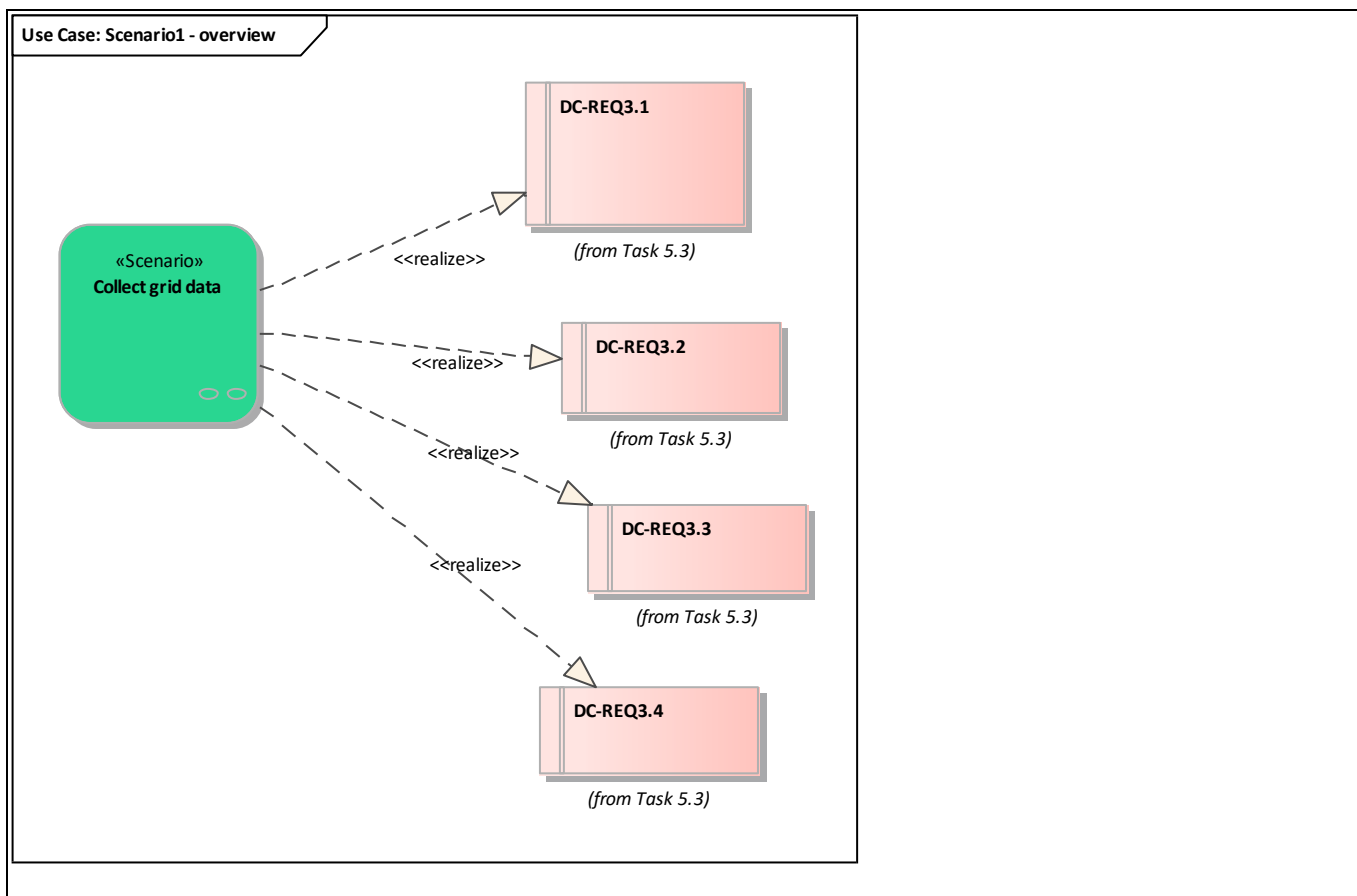 Use Case: Scenario1 - overview
DC-REQ3.1
(from Task 5.3)
<<realize>>
«Scenario»
Collect grid data
DC-REQ3.2
(from Task 5.3)
<<realize>>
DC-REQ3.3
(from Task 5.3)
<<realize>>
DC-REQ3.4
(from Task 5.3)
<<realize>>